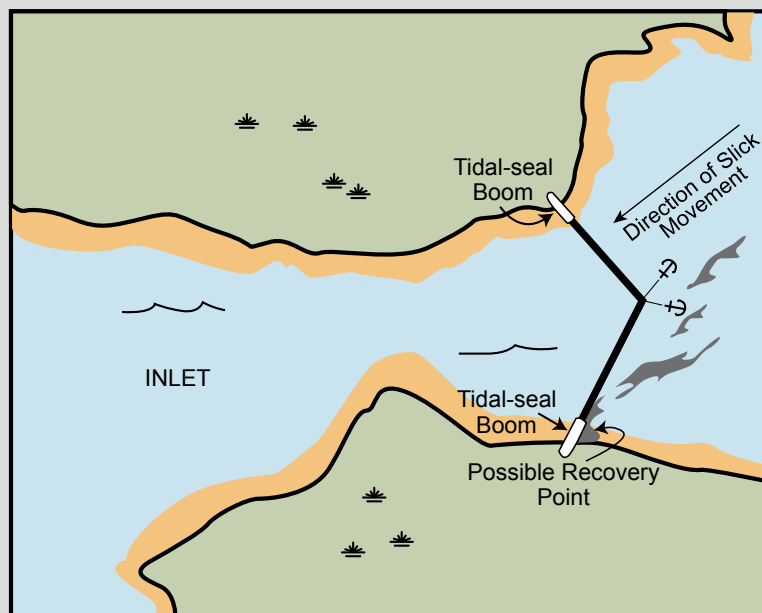 Tidal-seal
Boom
Direction of Slick
Movement
INLET
Tidal-seal
Boom
Possible Recovery
Point